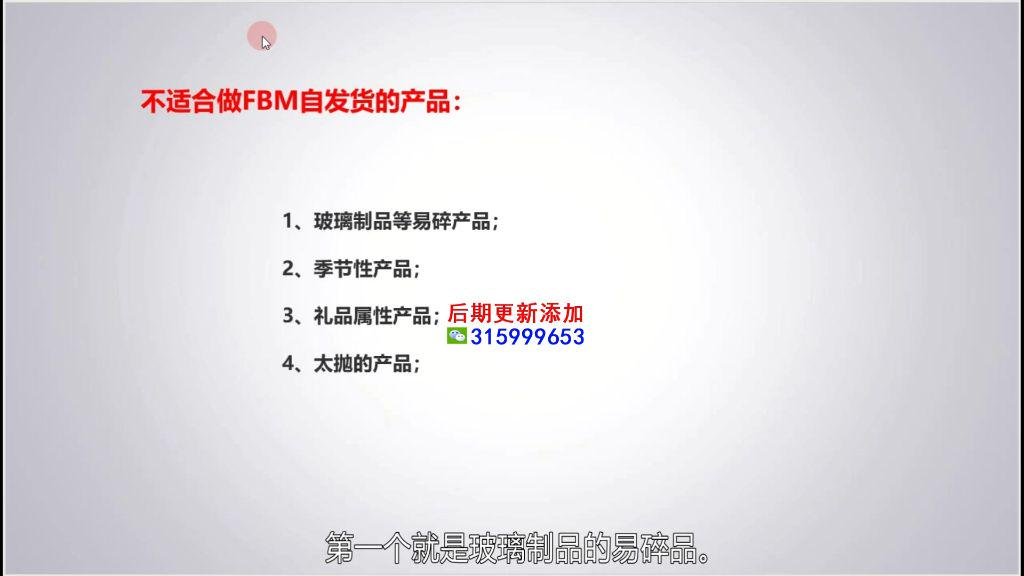 不适合做FBM自发货的产品：
1、玻璃制品等易碎产品；
2、季节性产品；
3、礼品属性产品；
后期更新添加
315999653
4、太抛的产品；
第一个就是玻璃制品的易碎品。